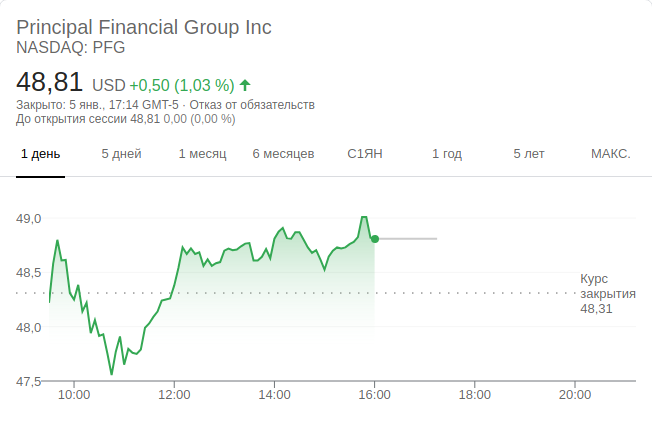 Principal Financial Group Inc
NASDAQ: PFG
48,81 USD +0,50 (1,03 %)
Закрыто: 5 янв., 17:14 GMT-5 · Отказ от обязательств
До открытия сессии 48,81 0,00 (0,00 %)
1 день 5 дней 1 месяц 6 месяцев С1ЯН 1 год 5 лет МАКС.
49,0
48,5
Курс
закрытия
48,31
48,0
47,5
10:00 12:00 14:00 16:00 18:00 20:00